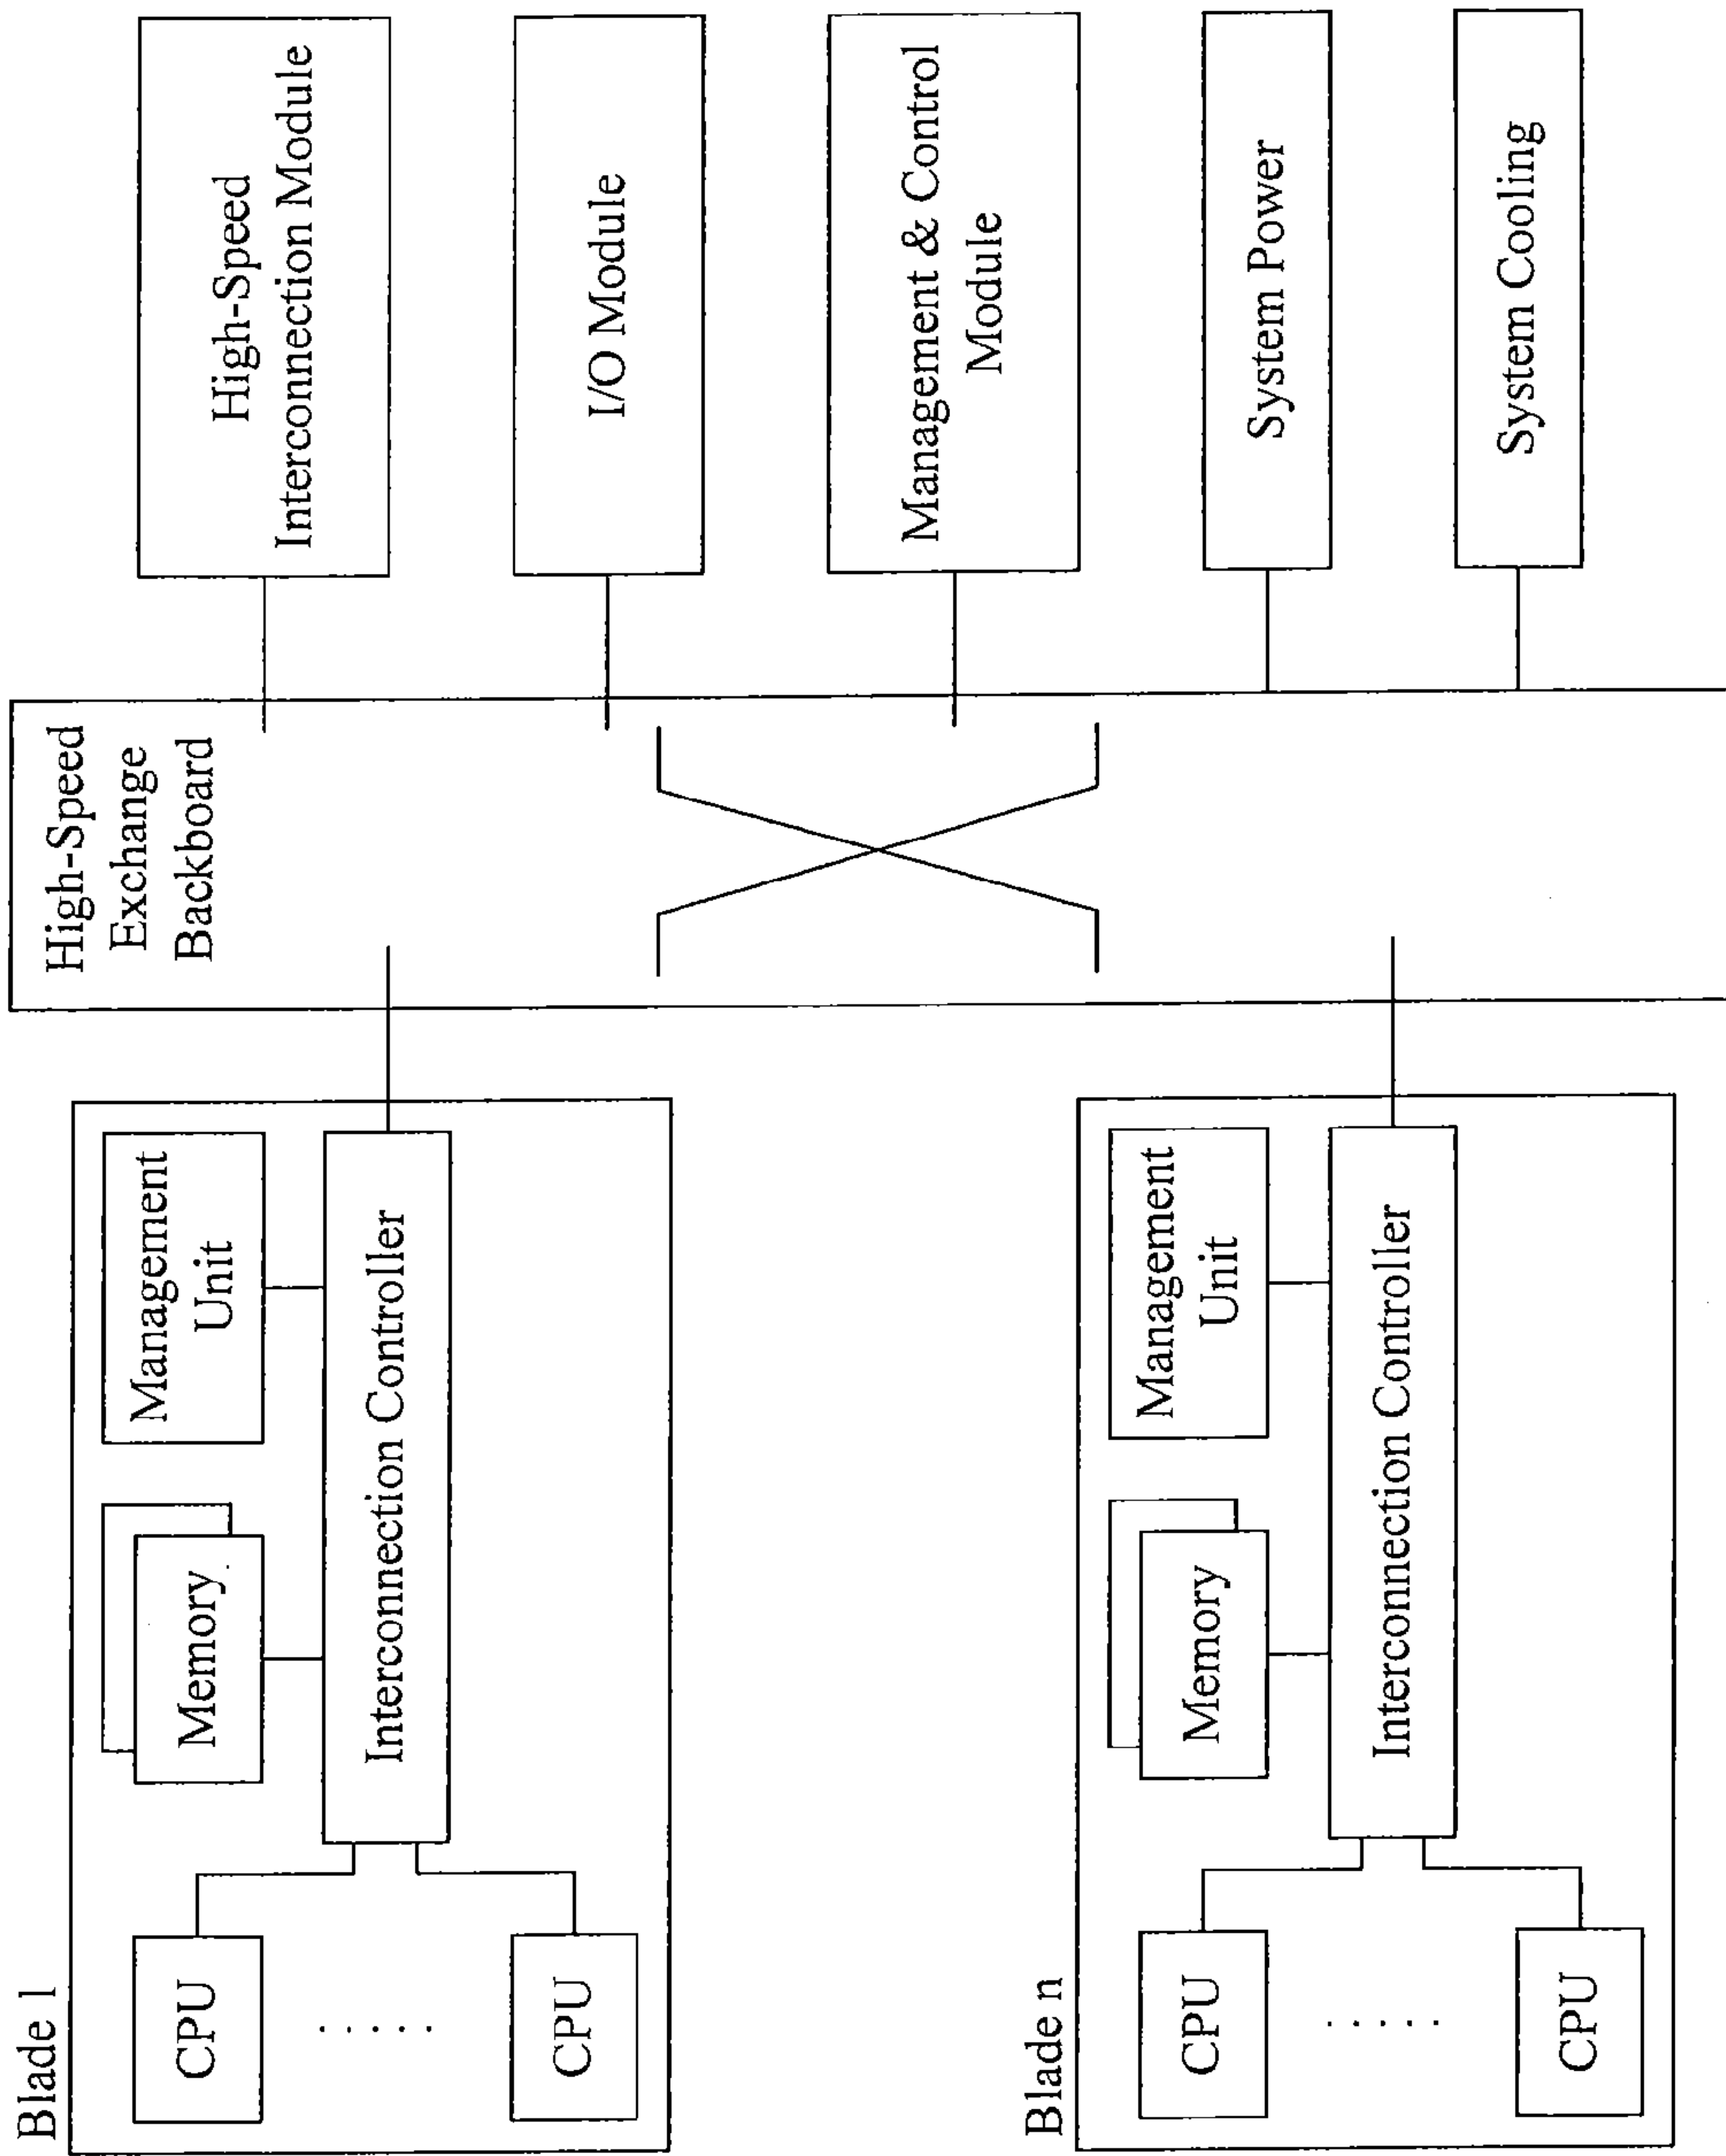 Blade 1
CPU
.....
CPU
Memory
Management
Unit
Interconnection Controller
Blade n
CPU
.....
CPU
Memory
Management
Unit
Interconnection Controller
High-Speed
Exchange
Backboard
High-Speed
Interconnection Module
I/O Module
Management & Control
Module
System Power
System Cooling